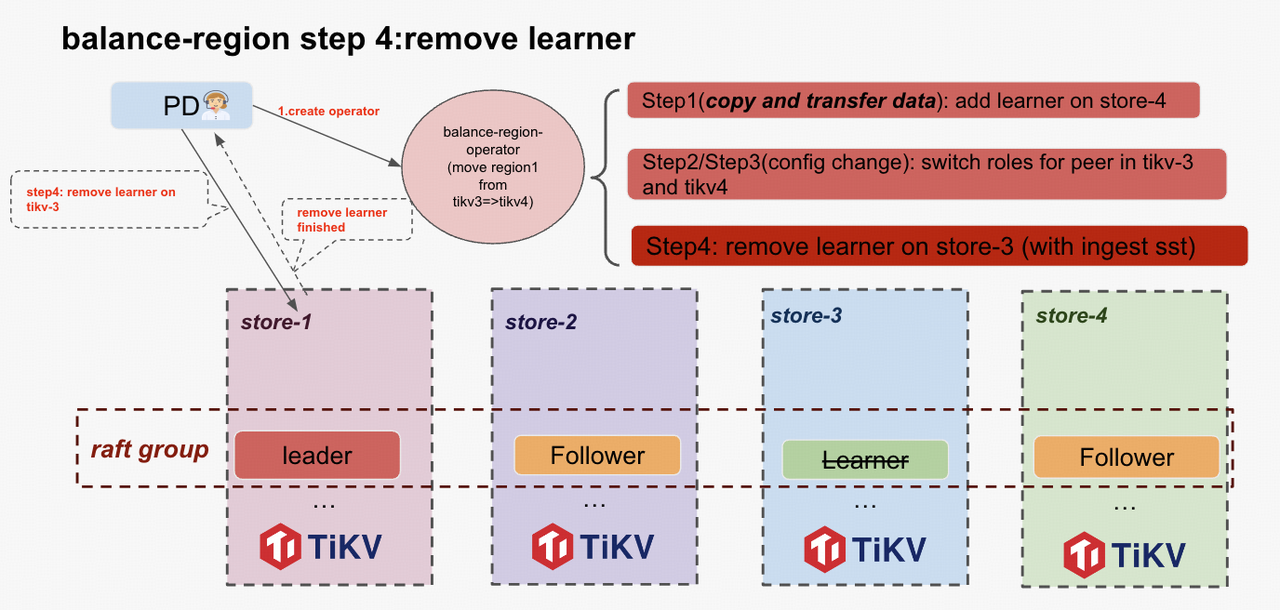 balance-region step 4:remove learner
PD
1.create operator
balance-region-
operator
(move region1
from
tikv3=>tikv4)
Step1(copy and transfer data): add learner on store-4
Step2/Step3(config change): switch roles for peer in tikv-3
and tikv4
Step4: remove learner on store-3 (with ingest sst)
step4: remove learner on
tikv-3
remove learner
finished
store-1
store-2
store-3
store-4
raft group
leader
Follower
Learner
Follower
...
...
...
...
TiKV
TiKV
TiKV
TiKV